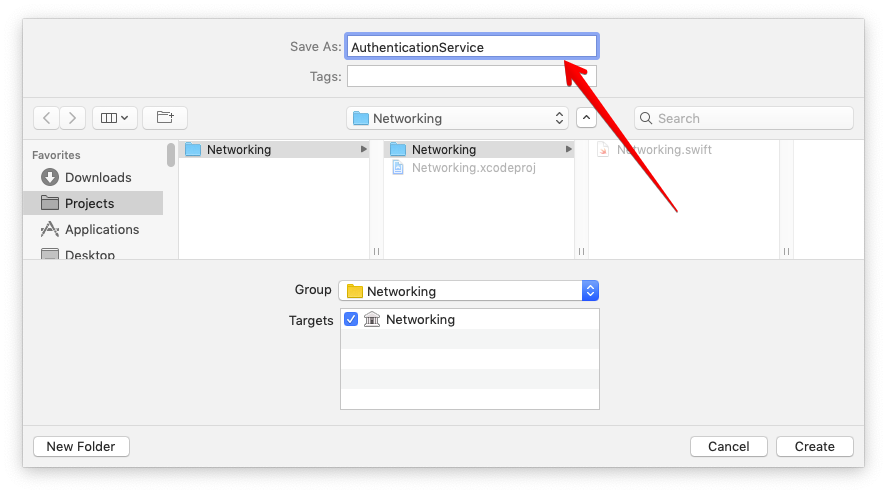 Save As: AuthenticationService
Tags:
Networking
Search
Favorites
Downloads
Projects
Applications
Desktop
Networking
Networking
Networking.xcodeproj
Networking.swift
Group Networking
Targets Networking
New Folder Cancel Create